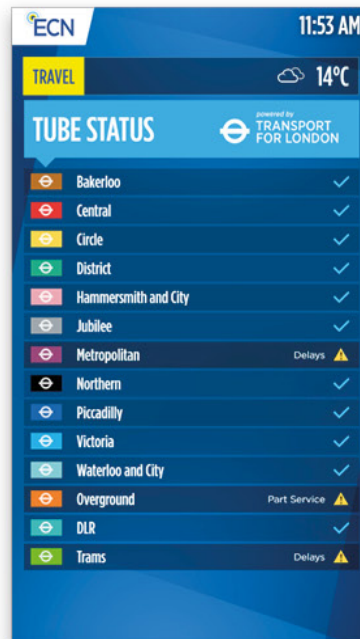 ECN
11:53 AM
TRAVEL
14°C
TUBE STATUS
powered by
TRANSPORT
FOR LONDON
Bakerloo
Central
Circle
District
Hammersmith and City
Jubilee
Metropolitan Delays
Northern
Piccadilly
Victoria
Waterloo and City
Overground Part Service
DLR
Trams Delays